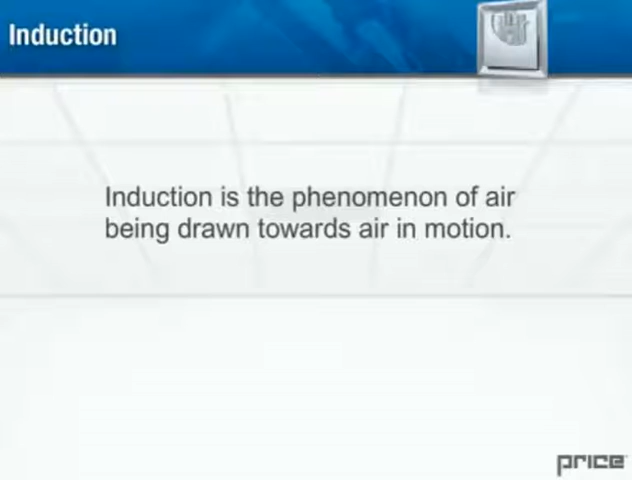 Induction
Induction is the phenomenon of air
being drawn towards air in motion.
price